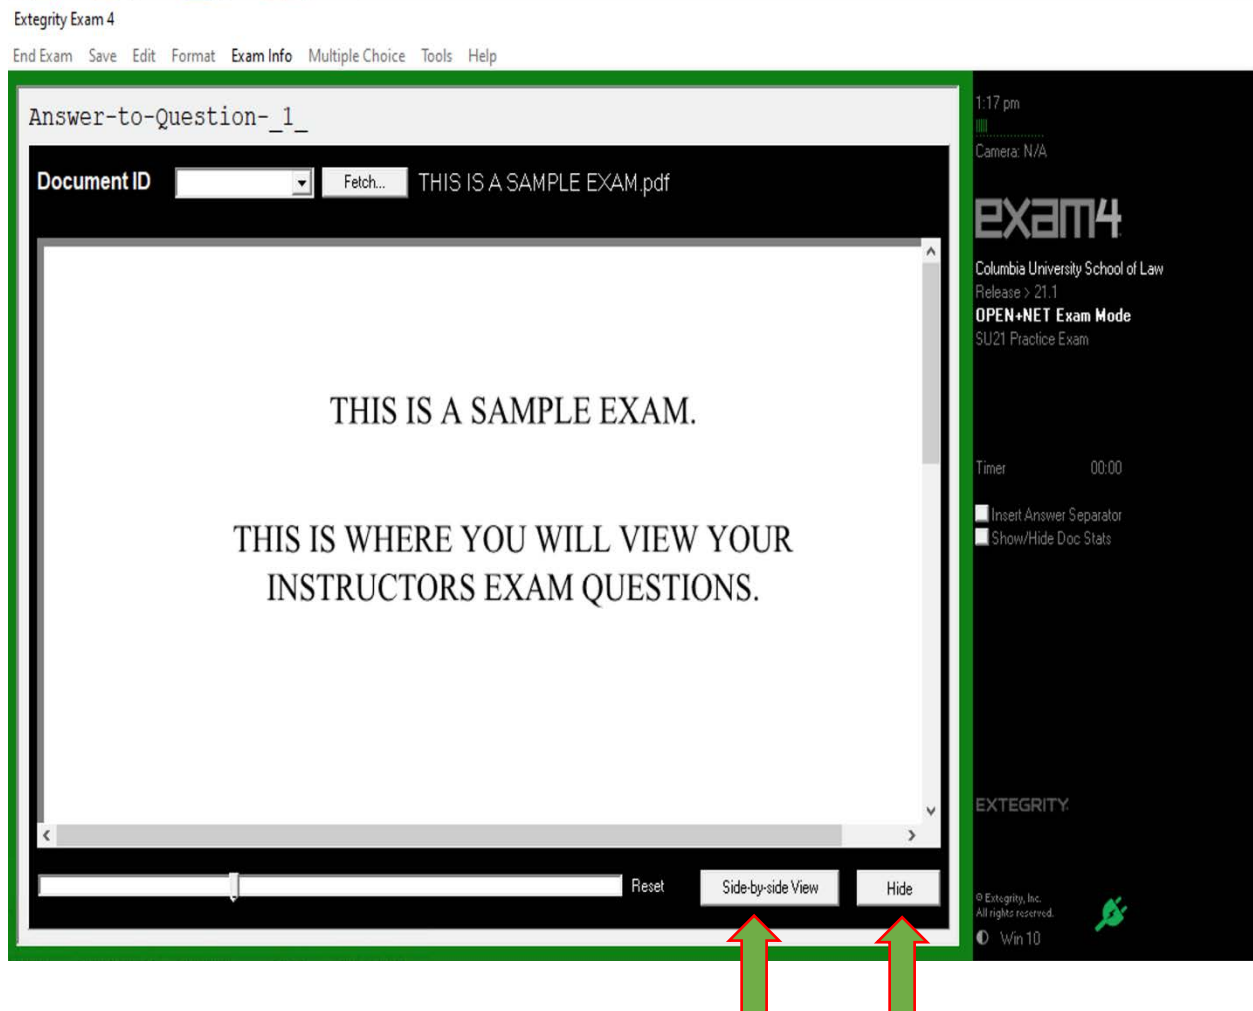 Extegrity Exam 4
End Exam Save Edit Format Exam Info Multiple Choice Tools Help
Answer-to-Question-_1_
Document ID Fetch... THIS IS A SAMPLE EXAM.pdf
THIS IS A SAMPLE EXAM.
THIS IS WHERE YOU WILL VIEW YOUR
INSTRUCTORS EXAM QUESTIONS.
Reset Side-by-side View Hide
1:17 pm
Camera: N/A
exam4
Columbia University School of Law
Release > 21.1
OPEN+NET Exam Mode
SU21 Practice Exam
Timer 00:00
Insert Answer Separator
Show/Hide Doc Stats
EXTEGRITY
© Extegrity, Inc.
All rights reserved.
Win 10